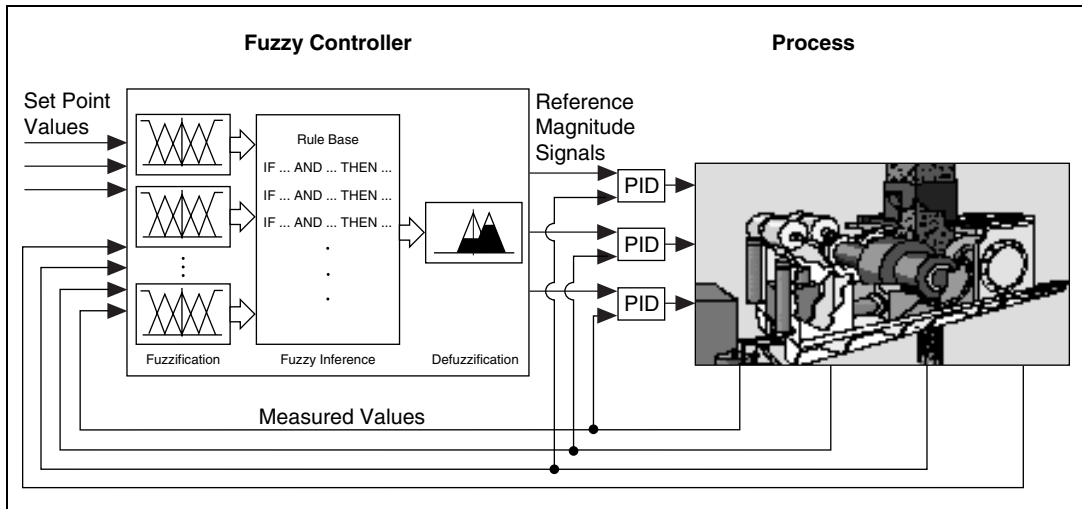 Fuzzy Controller
Process
Set Point
Values
Reference
Magnitude
Signals
Rule Base
IF ... AND ... THEN ...
IF ... AND ... THEN ...
IF ... AND ... THEN ...
.
.
.
PID
PID
PID
Fuzzification
Fuzzy Inference
Defuzzification
Measured Values